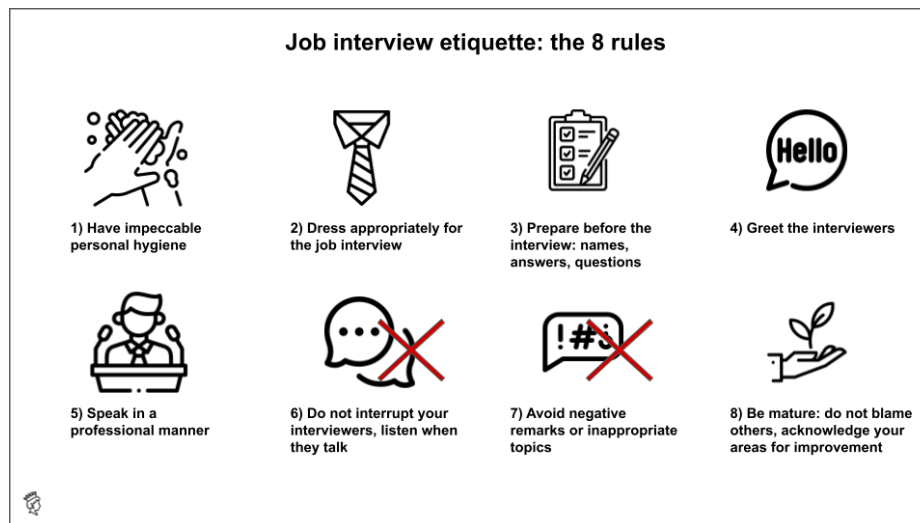 Job interview etiquette: the 8 rules
Hello
1) Have impeccable
personal hygiene
2) Dress appropriately for
the job interview
3) Prepare before the
interview: names,
answers, questions
4) Greet the interviewers
!#¿
5) Speak in a
professional manner
6) Do not interrupt your
interviewers, listen when
they talk
7) Avoid negative
remarks or inappropriate
topics
8) Be mature: do not blame
others, acknowledge your
areas for improvement